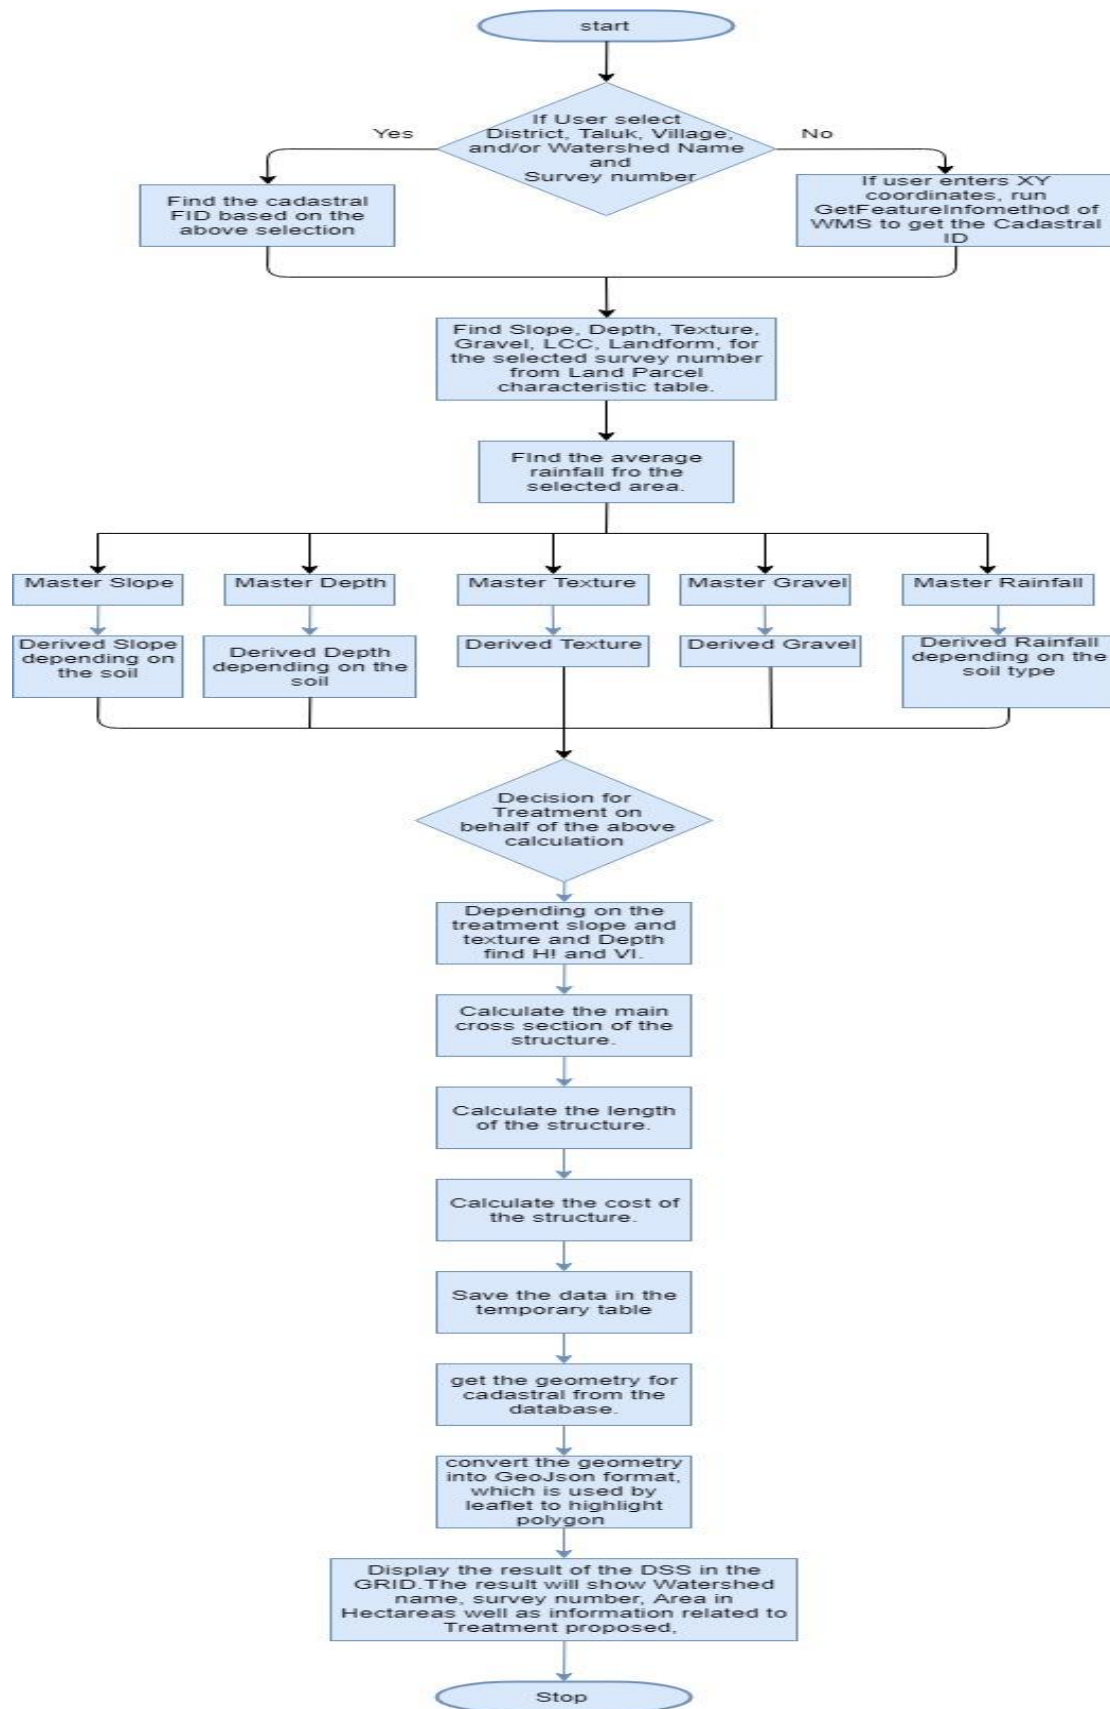 start
If User select
District, Taluk, Village,
and/or Watershed Name
and
Survey number
Yes
No
Find the cadastral
FID based on the
above selection
If user enters XY
coordinates, run
GetFeatureInfomethod of
WMS to get the Cadastral
ID
Find Slope, Depth, Texture,
Gravel, LCC, Landform, for
the selected survey number
from Land Parcel
characteristic table.
FInd the average
rainfall fro the
selected area.
Master Slope
Master Depth
Master Texture
Master Gravel
Master Rainfall
Derived Slope
depending on
the soil
Derived Depth
depending on the
soil
Derived Texture
Derived Gravel
Derived Rainfall
depending on the
soil type
Decision for
Treatment on
behalf of the above
calculation
Depending on the
treatment slope and
texture and Depth
find H! and VI.
Calculate the main
cross section of the
structure.
Calculate the length
of the structure.
Calculate the cost of
the structure.
Save the data in the
temporary table
get the geometry for
cadastral from the
database.
convert the geometry
into GeoJson format,
which is used by
leaflet to highlight
polygon
Display the result of the DSS in the
GRID.The result will show Watershed
name, survey number, Area in
Hectareas well as information related to
Treatment proposed,
Stop